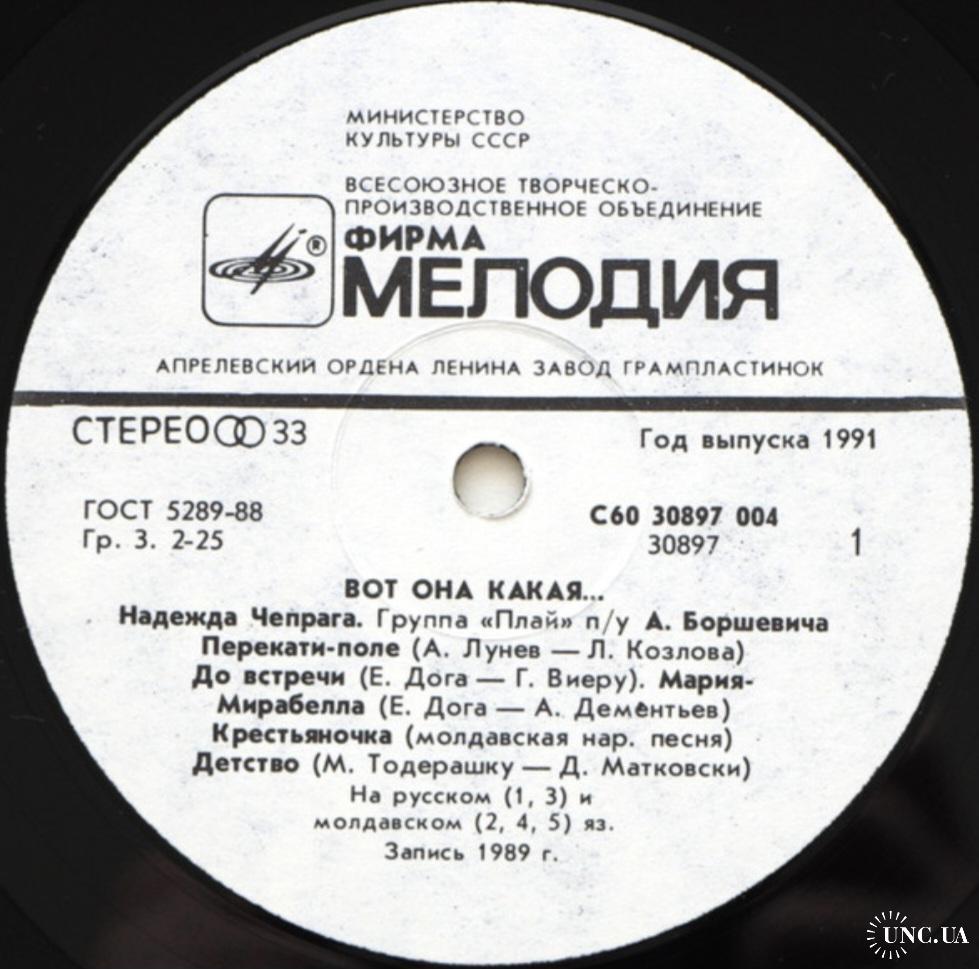 МИНИСТЕРСТВО
КУЛЬТУРЫ СССР
ВСЕСОЮЗНОЕ ТВОРЧЕСКО-
ПРОИЗВОДСТВЕННОЕ ОБЪЕДИНЕНИЕ
ФИРМА
®
МЕЛОДИЯ
АПРЕЛЕВСКИЙ ОРДЕНА ЛЕНИНА ЗАВОД ГРАМПЛАСТИНОК
СТЕРЕО 33
Год выпуска 1991
ГОСТ 5289-88
Гр. 3. 2-25
С60 30897 004
30897
1
ВОТ ОНА КАКАЯ...
Надежда Чепрага. Группа «Плай» п/у А. Боршевича
Перекати-поле (А. Лунев — Л. Козлова)
До встречи (Е. Дога — Г. Виеру). Мария-
Мирабелла (Е. Дога — А. Дементьев)
Крестьяночка (молдавская нар. песня)
Детство (М. Тодерашку — Д. Матковски)
На русском (1, 3) и
молдавском (2, 4, 5) яз.
Запись 1989 г.
UNC.UA